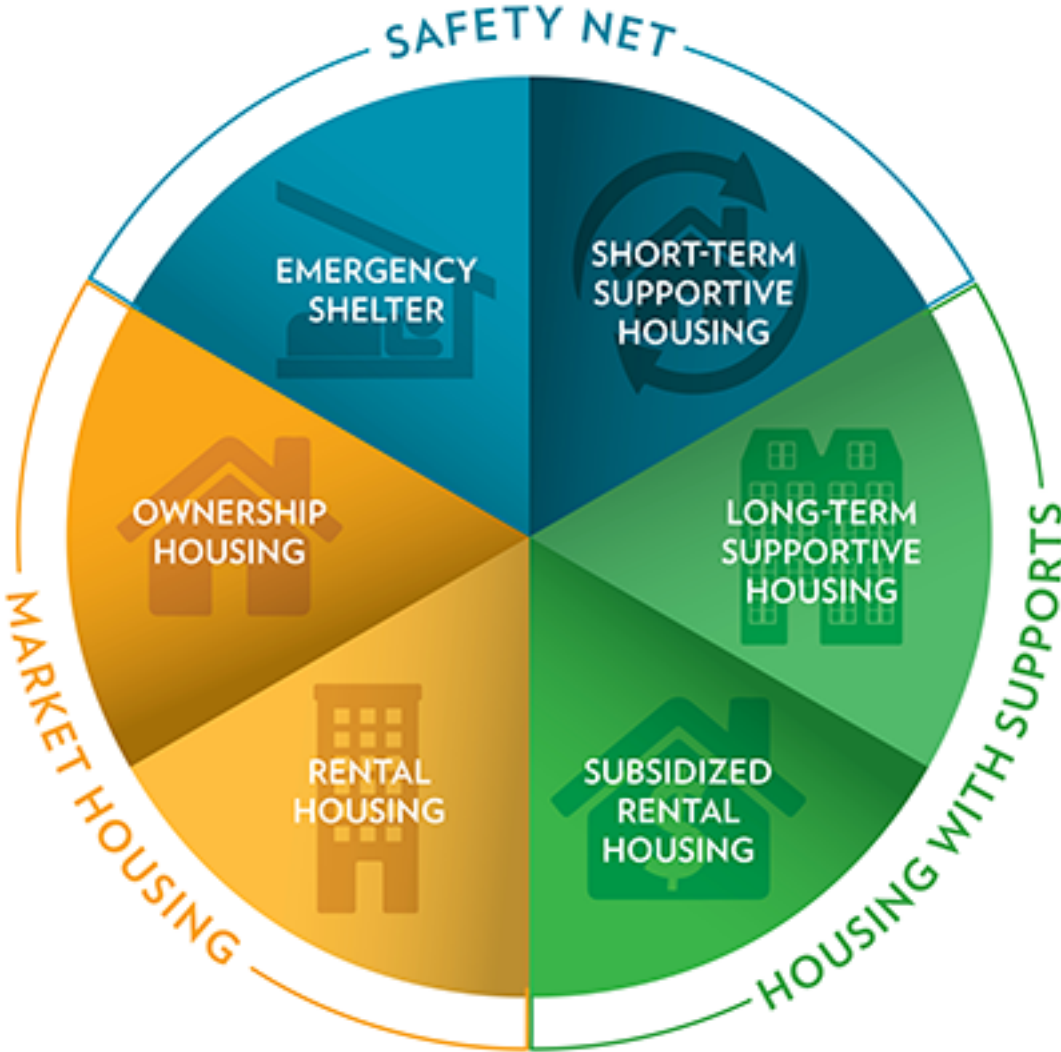 SAFETY NET
EMERGENCY
SHELTER
SHORT-TERM
SUPPORTIVE
HOUSING
OWNERSHIP
HOUSING
LONG-TERM
SUPPORTIVE
HOUSING
RENTAL
HOUSING
SUBSIDIZED
RENTAL
HOUSING
MARKET HOUSING
HOUSING WITH SUPPORTS
$